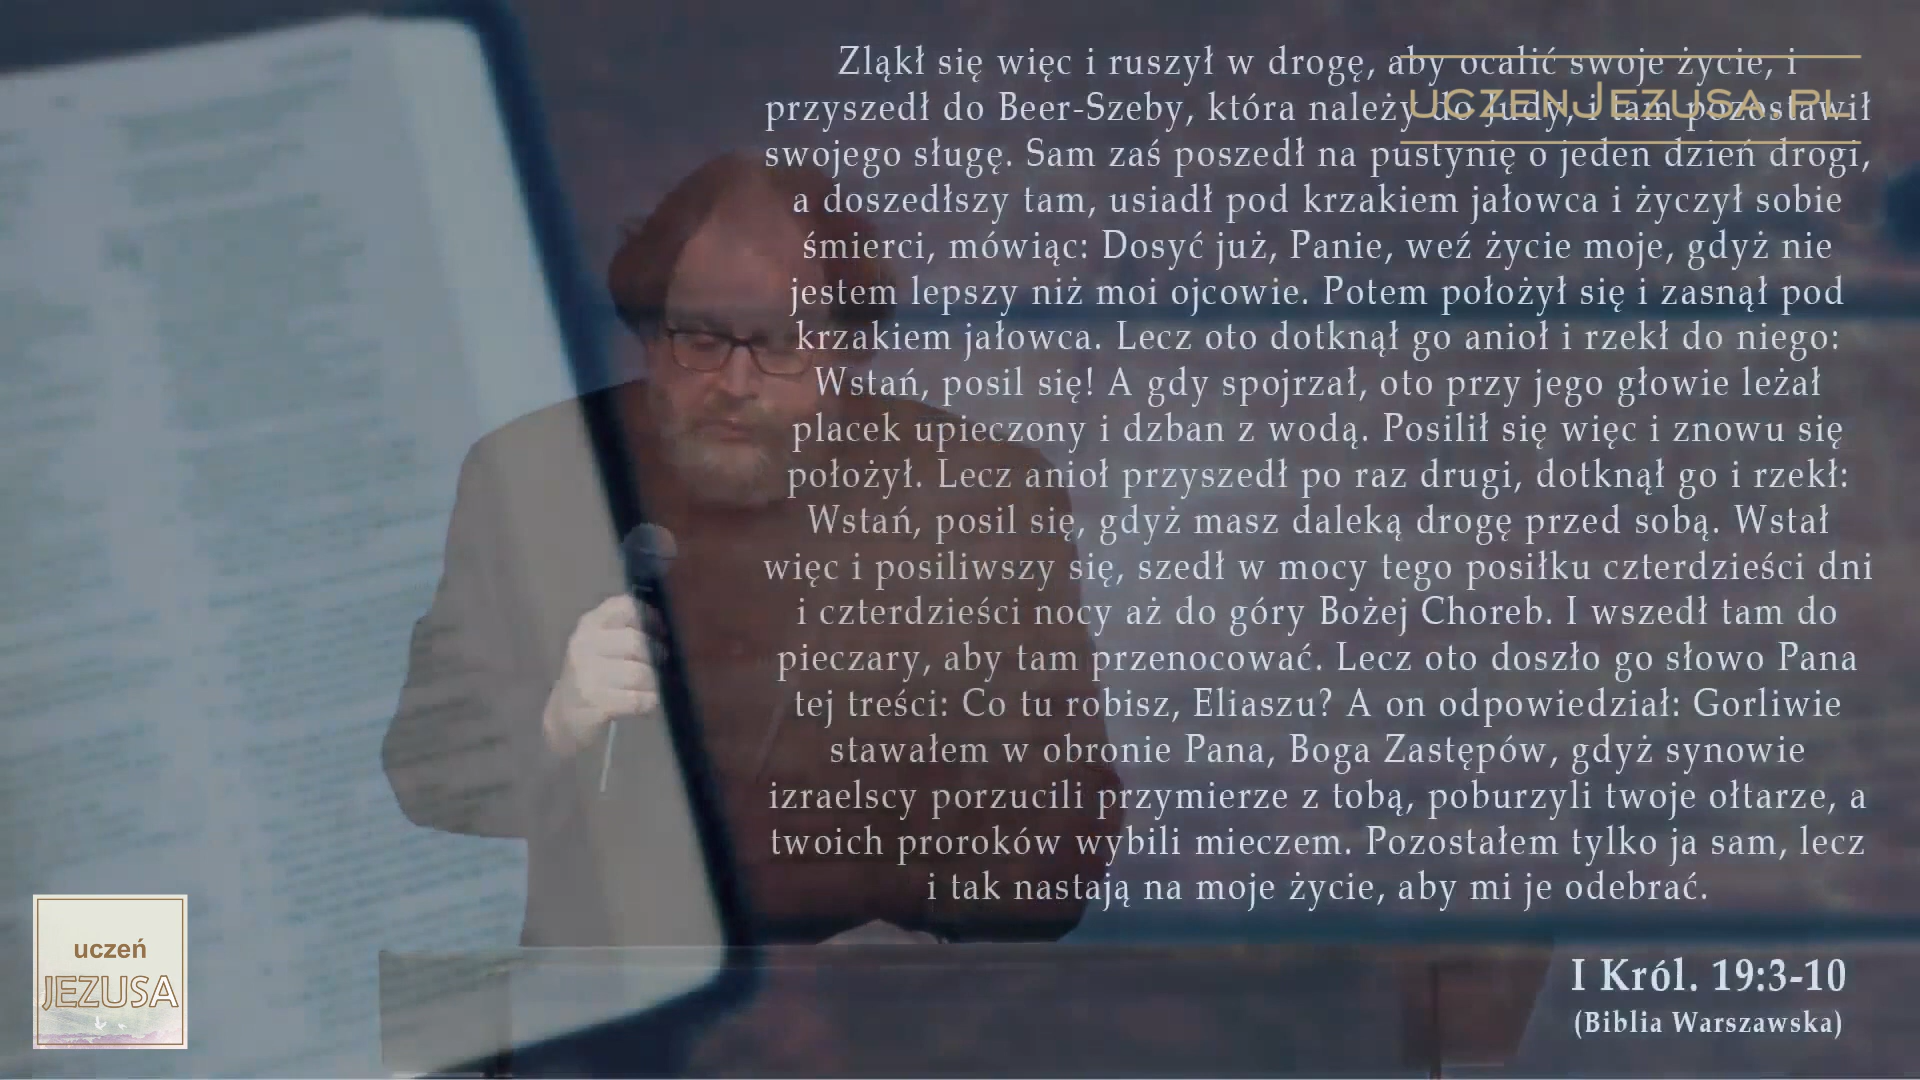 Zląkł się więc i ruszył w drogę, aby ocalić swoje życie, i
przyszedł do Beer-Szeby, która należy do Judy, i tam pozostawił
swojego sługę. Sam zaś poszedł na pustynię o jeden dzień drogi,
a doszedłszy tam, usiadł pod krzakiem jałowca i życzył sobie
śmierci, mówiąc: Dosyć już, Panie, weź życie moje, gdyż nie
jestem lepszy niż moi ojcowie. Potem położył się i zasnął pod
krzakiem jałowca. Lecz oto dotknął go anioł i rzekł do niego:
Wstań, posil się! A gdy spojrzał, oto przy jego głowie leżał
placek upieczony i dzban z wodą. Posilił się więc i znowu się
położył. Lecz anioł przyszedł po raz drugi, dotknął go i rzekł:
Wstań, posil się, gdyż masz daleką drogę przed sobą. Wstał
więc i posiliwszy się, szedł w mocy tego posiłku czterdzieści dni
i czterdzieści nocy aż do góry Bożej Choreb. I wszedł tam do
pieczary, aby tam przenocować. Lecz oto doszło go słowo Pana
tej treści: Co tu robisz, Eliaszu? A on odpowiedział: Gorliwie
stawałem w obronie Pana, Boga Zastępów, gdyż synowie
izraelscy porzucili przymierze z tobą, poburzyli twoje ołtarze, a
twoich proroków wybili mieczem. Pozostałem tylko ja sam, lecz
i tak nastają na moje życie, aby mi je odebrać.
I Król. 19:3-10
(Biblia Warszawska)
UCZENJEZUSA.PL
uczeń
JEZUSA